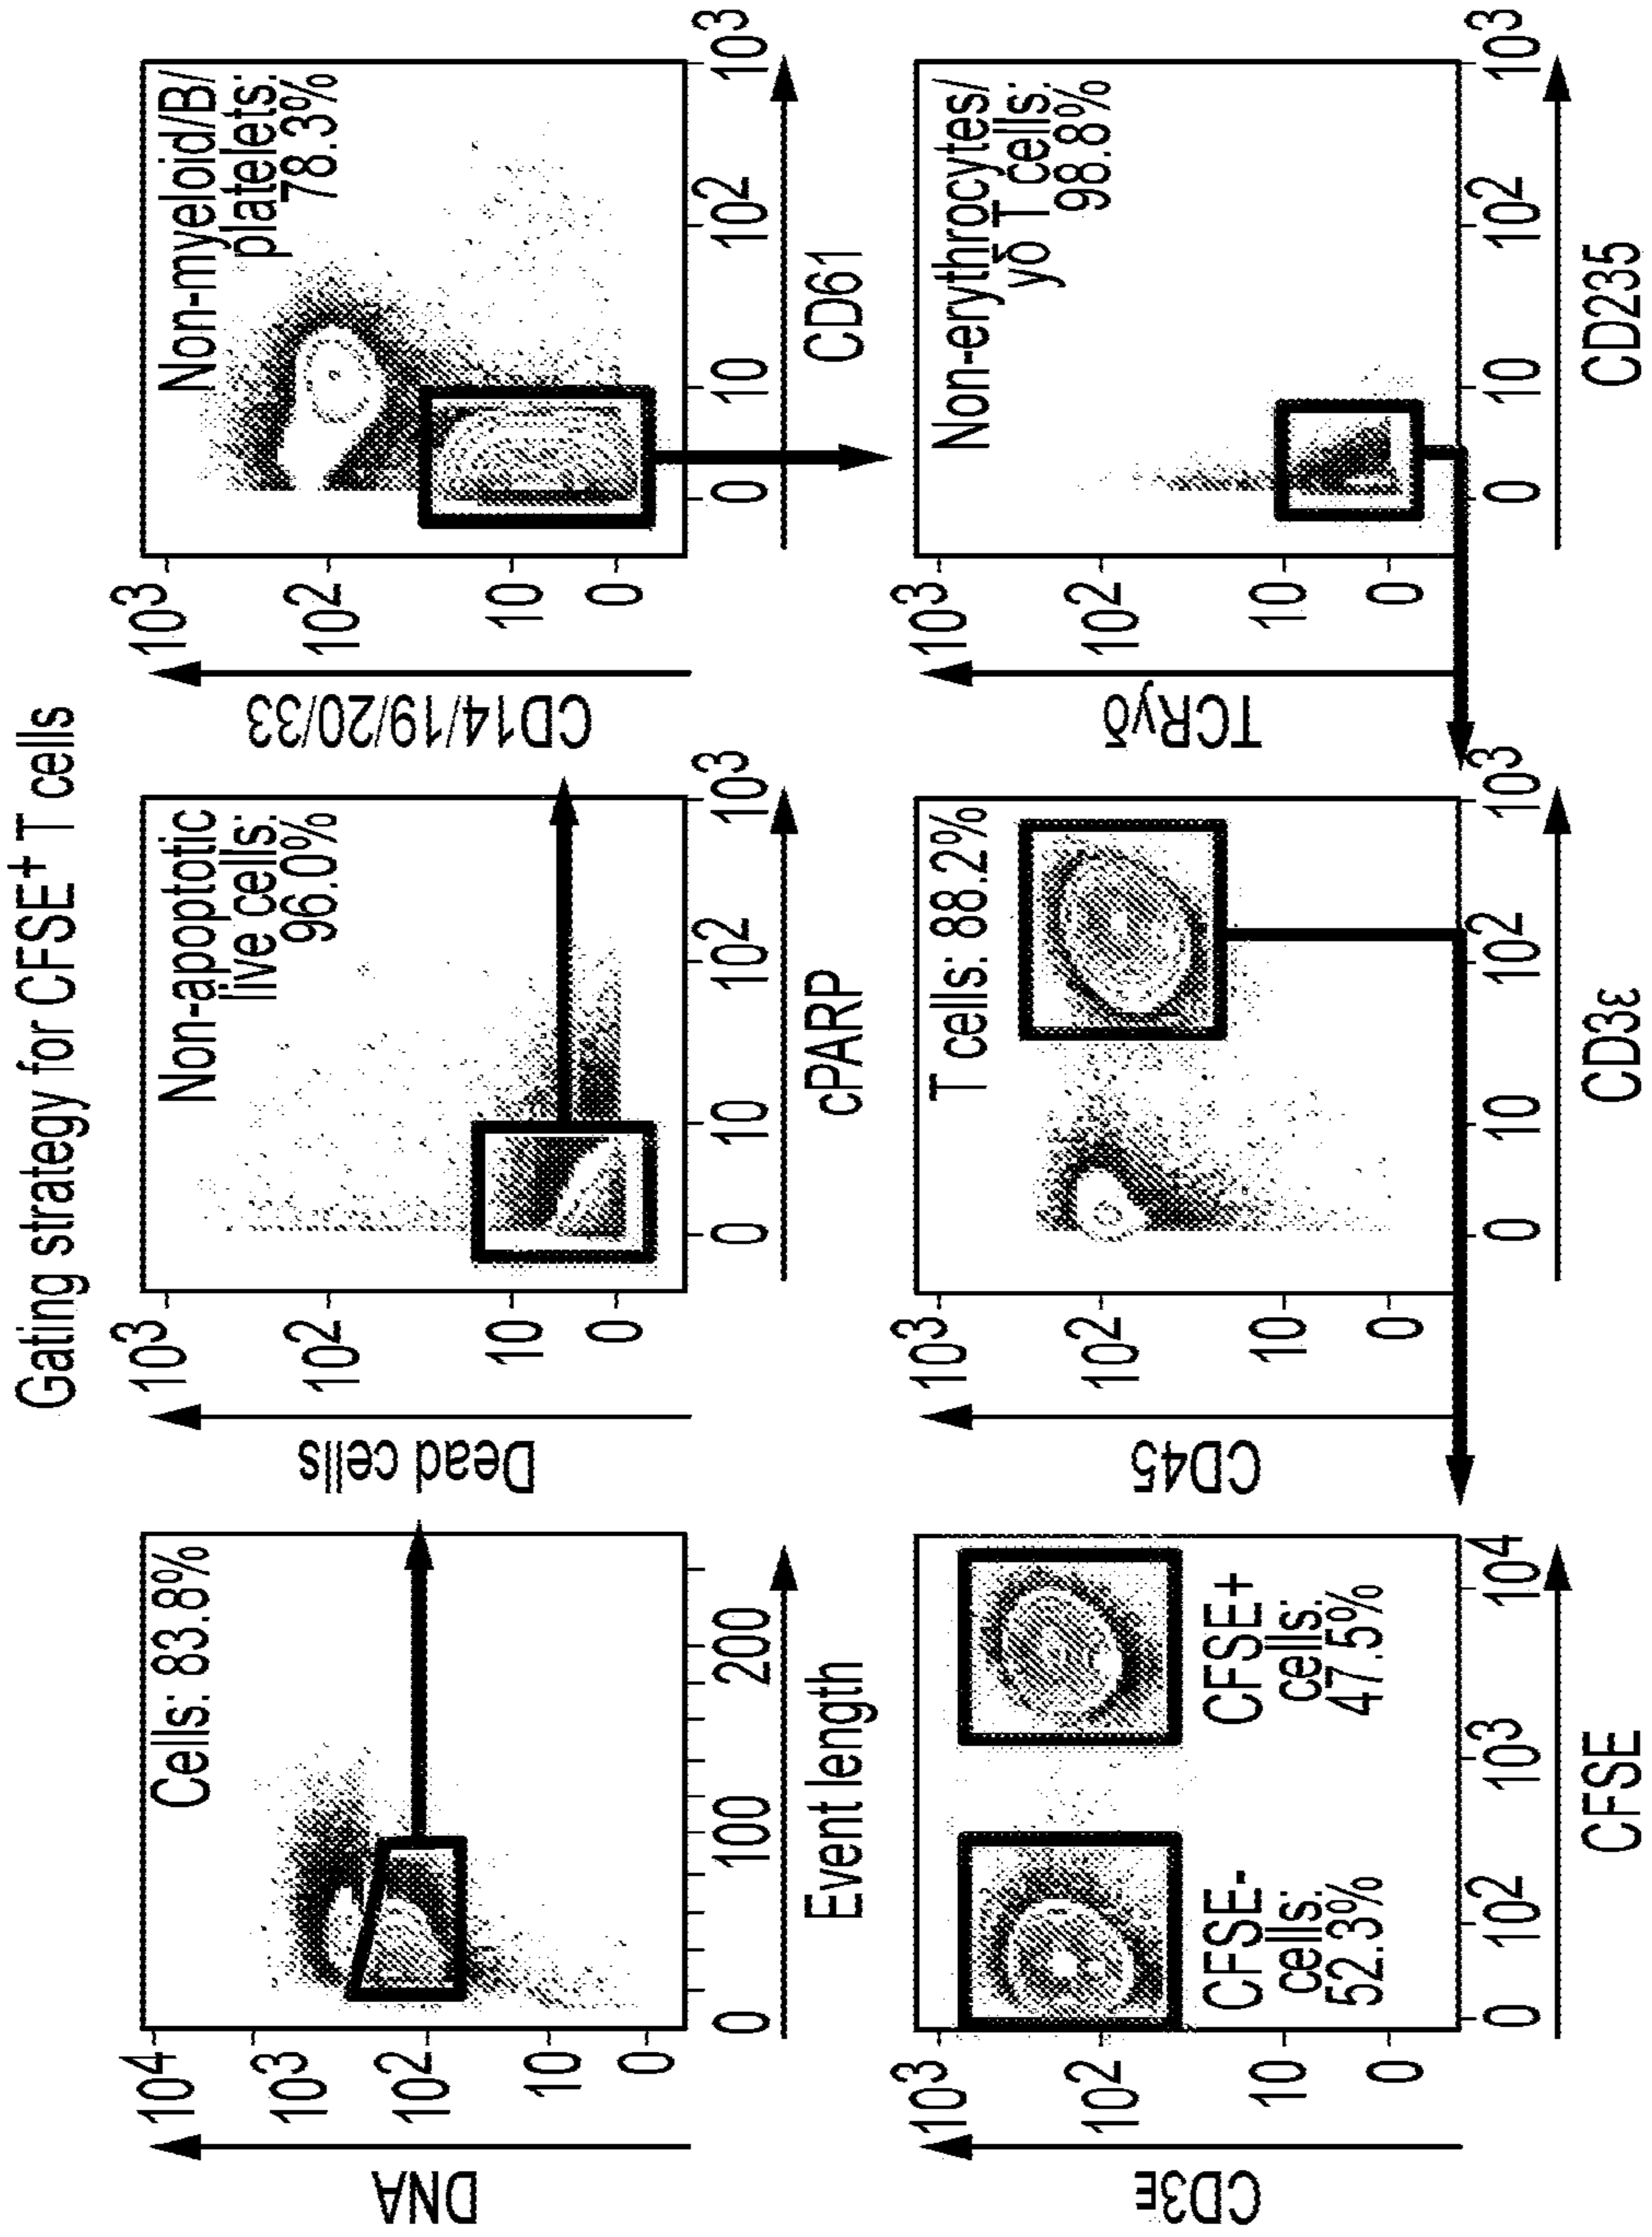 Gating strategy for CFSE⁺ T cells
Cells: 83.8%
DNA
10⁴
10³
10²
10
0
0
100
200
Event length
Non-apoptotic
live cells:
96.0%
Dead cells
10³
10²
10
0
0
10
10²
10³
cPARP
Non-myeloid/B/
platelets:
78.3%
CD14/19/20/33
10³
10²
10
0
0
10
10²
10³
CD61
CFSE-
cells:
52.3%
CFSE+
cells:
47.5%
CD3ᴇ
10³
10²
10
0
0
10²
10³
10⁴
CFSE
T cells: 88.2%
CD45
10³
10²
10
0
0
10
10²
10³
CD3ε
Non-erythrocytes/
yδ T cells:
98.8%
TCRyδ
10³
10²
10
0
0
10
10²
10³
CD235